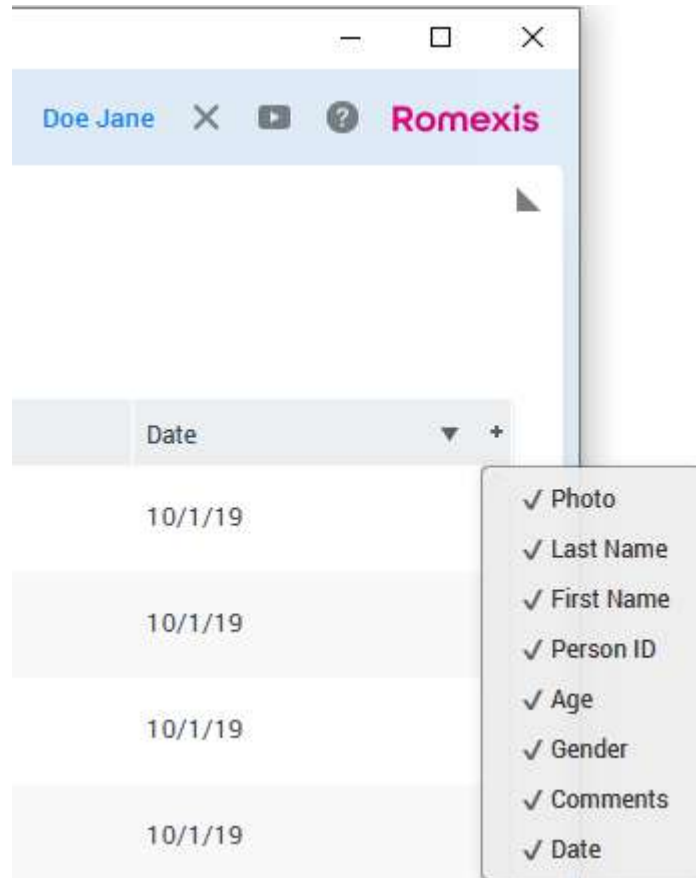 Doe Jane Romexis
Date
10/1/19
10/1/19
10/1/19
10/1/19
Photo
Last Name
First Name
Person ID
Age
Gender
Comments
Date